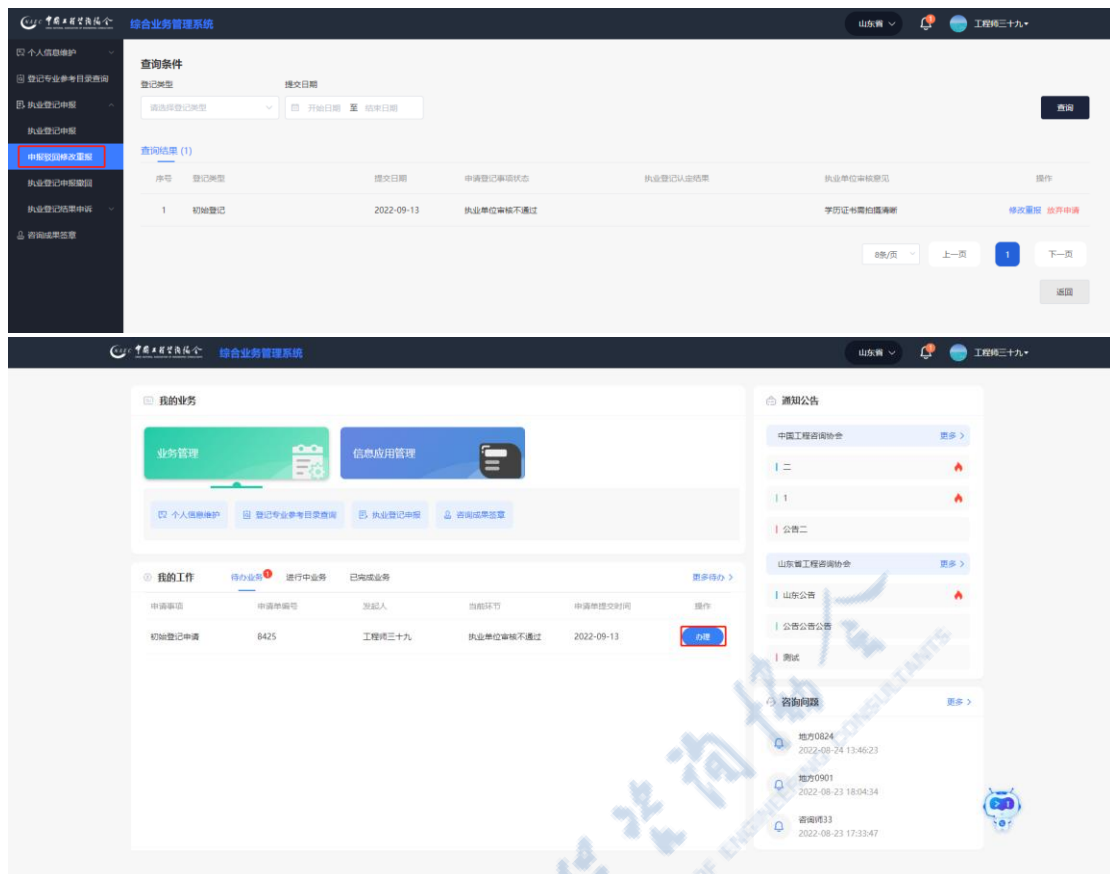 中国工程咨询协会 综合业务管理系统 山东省 工程师三十九
个人信息维护
登记专业参考目录查询
执业登记申报
执业登记申报
申报驳回修改重报
执业登记申报撤回
执业登记结果申诉
咨询成果签章
查询条件
登记类型 提交日期
请选择登记类型 开始日期 至 结束日期 查询
查询结果 (1)
序号 登记类型 提交日期 申请登记事项状态 执业登记认定结果 执业单位审核意见 操作
1 初始登记 2022-09-13 执业单位审核不通过 学历证书需拍摄清晰 修改重报 放弃申请
8条/页 上一页 1 下一页
返回
中国工程咨询协会 综合业务管理系统 山东省 工程师三十九
我的业务
业务管理 信息应用管理
个人信息维护 登记专业参考目录查询 执业登记申报 咨询成果签章
我的工作 待办业务 1 进行中业务 已完成业务 更多待办 >
申请事项 申请单编号 发起人 当前环节 申请单提交时间 操作
初始登记申请 8425 工程师三十九 执业单位审核不通过 2022-09-13 办理
通知公告
中国工程咨询协会 更多 >
二
1
公告二
山东省工程咨询协会 更多 >
山东公告
公告公告公告
测试
咨询问题 更多 >
地方0824
2022-08-24 13:46:23
地方0901
2022-08-23 18:04:34
咨询师33
2022-08-23 17:33:47